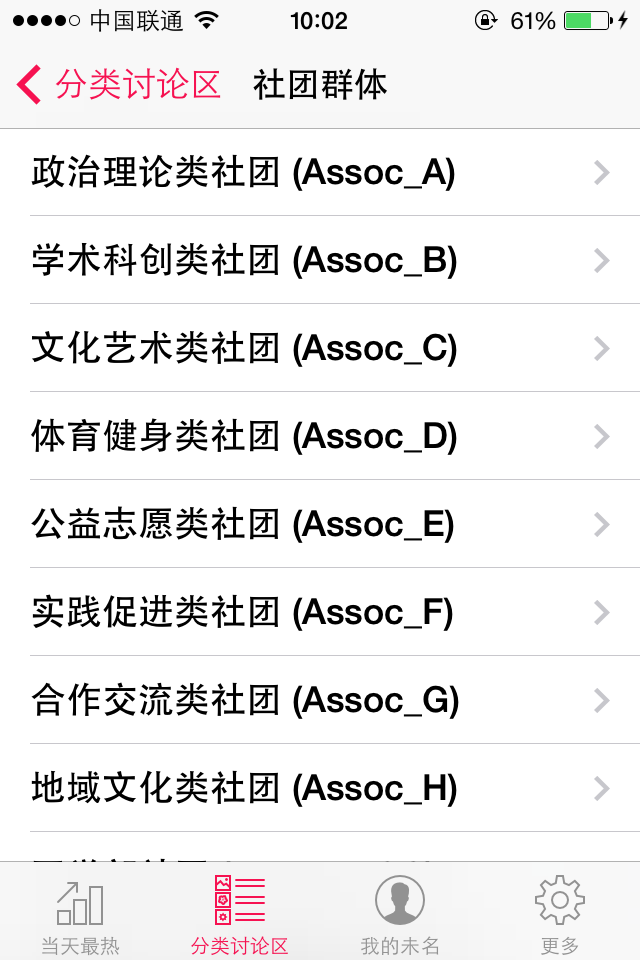 中国联通 10:02 61%
分类讨论区 社团群体
政治理论类社团 (Assoc_A)
学术科创类社团 (Assoc_B)
文化艺术类社团 (Assoc_C)
体育健身类社团 (Assoc_D)
公益志愿类社团 (Assoc_E)
实践促进类社团 (Assoc_F)
合作交流类社团 (Assoc_G)
地域文化类社团 (Assoc_H)
当天最热 分类讨论区 我的未名 更多